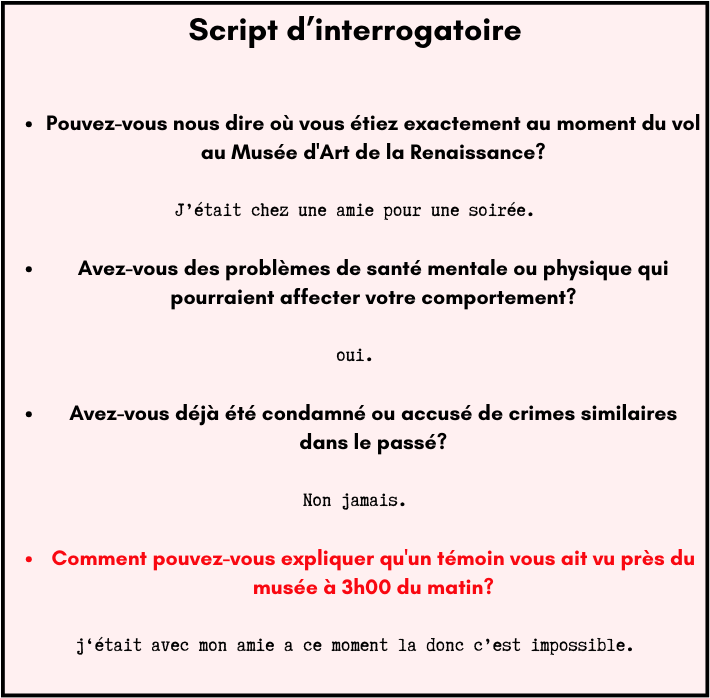 Script d’interrogatoire
• Pouvez-vous nous dire où vous étiez exactement au moment du vol
au Musée d'Art de la Renaissance?
J’était chez une amie pour une soirée.
• Avez-vous des problèmes de santé mentale ou physique qui
pourraient affecter votre comportement?
oui.
• Avez-vous déjà été condamné ou accusé de crimes similaires
dans le passé?
Non jamais.
• Comment pouvez-vous expliquer qu'un témoin vous ait vu près du
musée à 3h00 du matin?
j‘était avec mon amie a ce moment la donc c’est impossible.